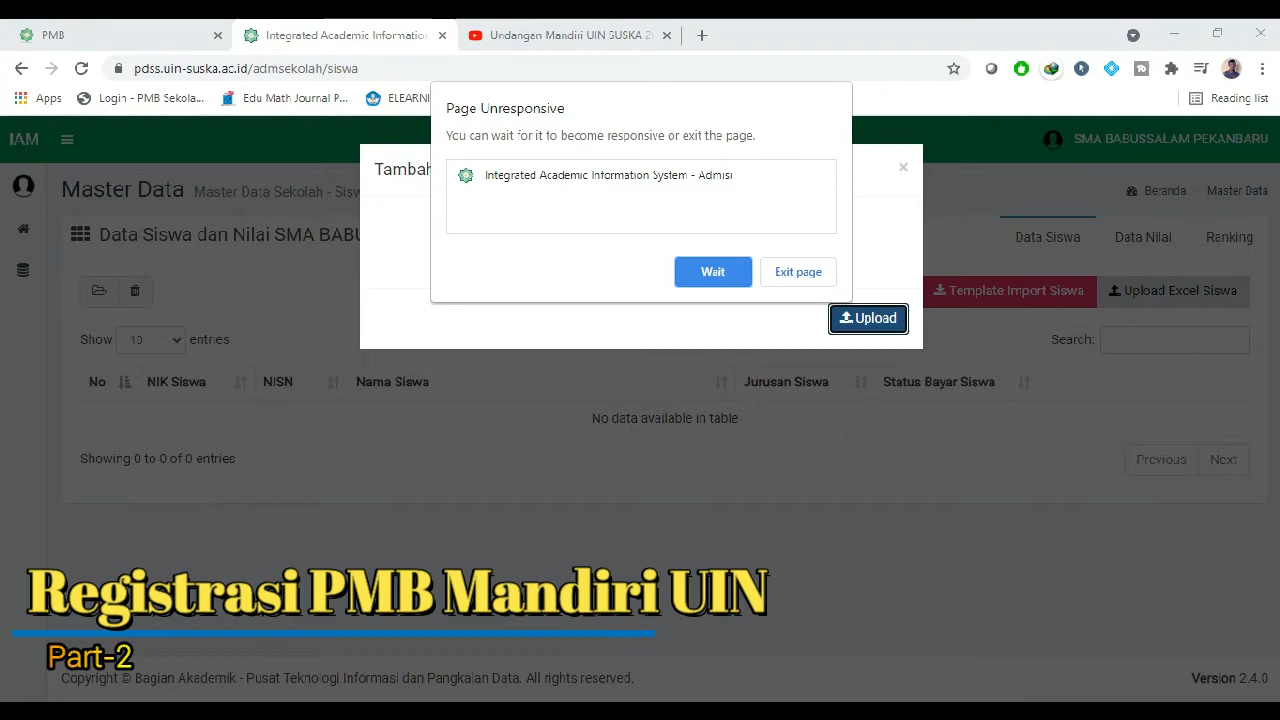 PMB
Integrated Academic Information
Undangan Mandiri UIN SUSKA 2
pdss.uin-suska.ac.id/admsekolah/siswa
Apps
Login - PMB Sekola...
Edu Math Journal P...
ELEARNI
Reading list
Page Unresponsive
You can wait for it to become responsive or exit the page.
Integrated Academic Information System - Admisi
Wait
Exit page
IAM
SMA BABUSSALAM PEKANBARU
Tambah
×
Upload
Master Data
Master Data Sekolah - Sisw
Beranda
Master Data
Data Siswa dan Nilai SMA BABU
Data Siswa
Data Nilai
Ranking
Template Import Siswa
Upload Excel Siswa
Show 10 entries
Search:
No
NIK Siswa
NISN
Nama Siswa
Jurusan Siswa
Status Bayar Siswa
No data available in table
Showing 0 to 0 of 0 entries
Previous
Next
Registrasi PMB Mandiri UIN
Part-2
Copyright © Bagian Akademik - Pusat Teknologi Informasi dan Pangkalan Data. All rights reserved.
Version 2.4.0